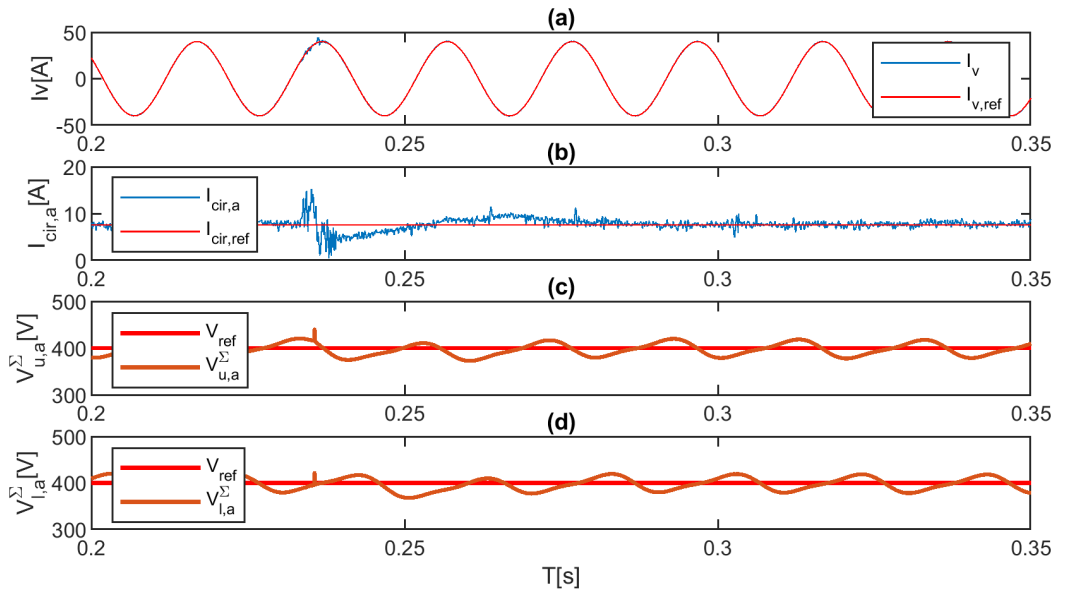 (a)
50
0
-50
Iv[A]
I_v
I_v,ref
0.2
0.25
0.3
0.35
(b)
20
10
0
I_cir,a[A]
I_cir,a
I_cir,ref
0.2
0.25
0.3
0.35
(c)
500
400
300
V^Σ_u,a[V]
V_ref
V^Σ_u,a
0.2
0.25
0.3
0.35
(d)
500
400
300
V^Σ_l,a[V]
V_ref
V^Σ_l,a
0.2
0.25
0.3
0.35
T[s]